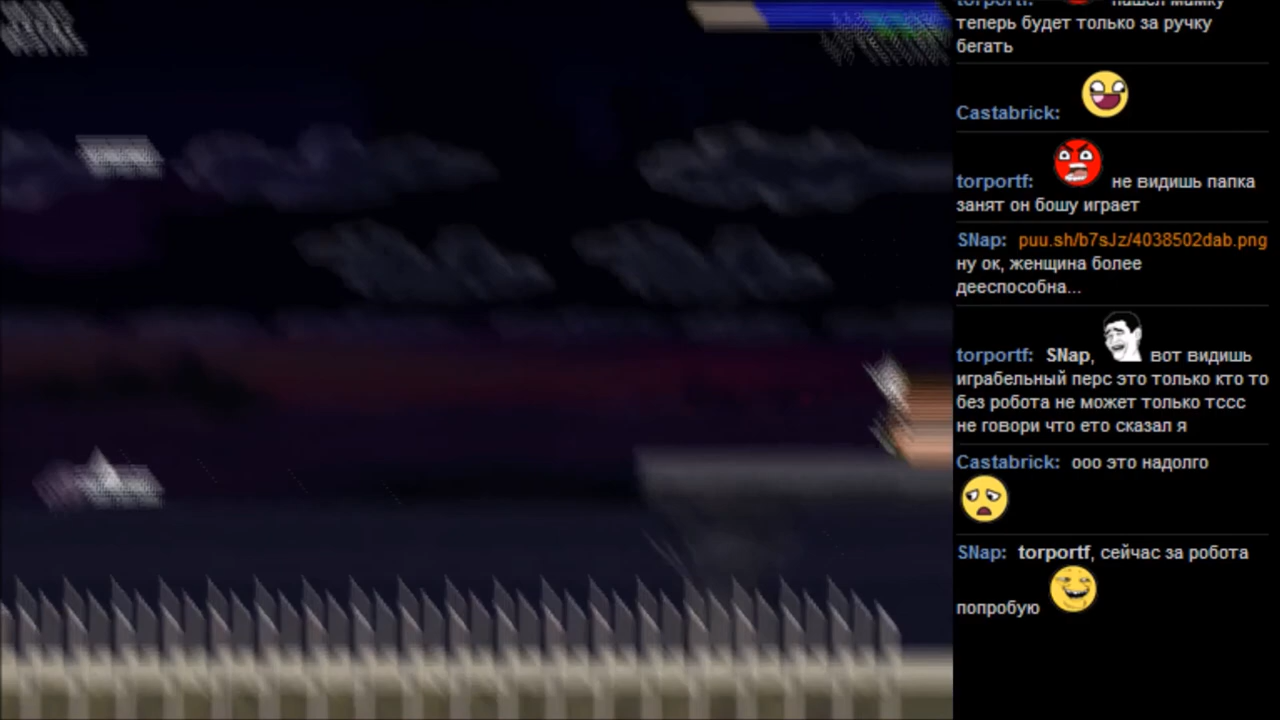 torportf: нашел мамку
теперь будет только за ручку
бегать
Castabrick:
torportf: не видишь папка
занят он бошу играет
SNap: puu.sh/b7sJz/4038502dab.png
ну ок, женщина более
дееспособна...
torportf: SNap, вот видишь
играбельный перс это только кто то
без робота не может только тссс
не говори что ето сказал я
Castabrick: ооо это надолго
SNap: torportf, сейчас за робота
попробую